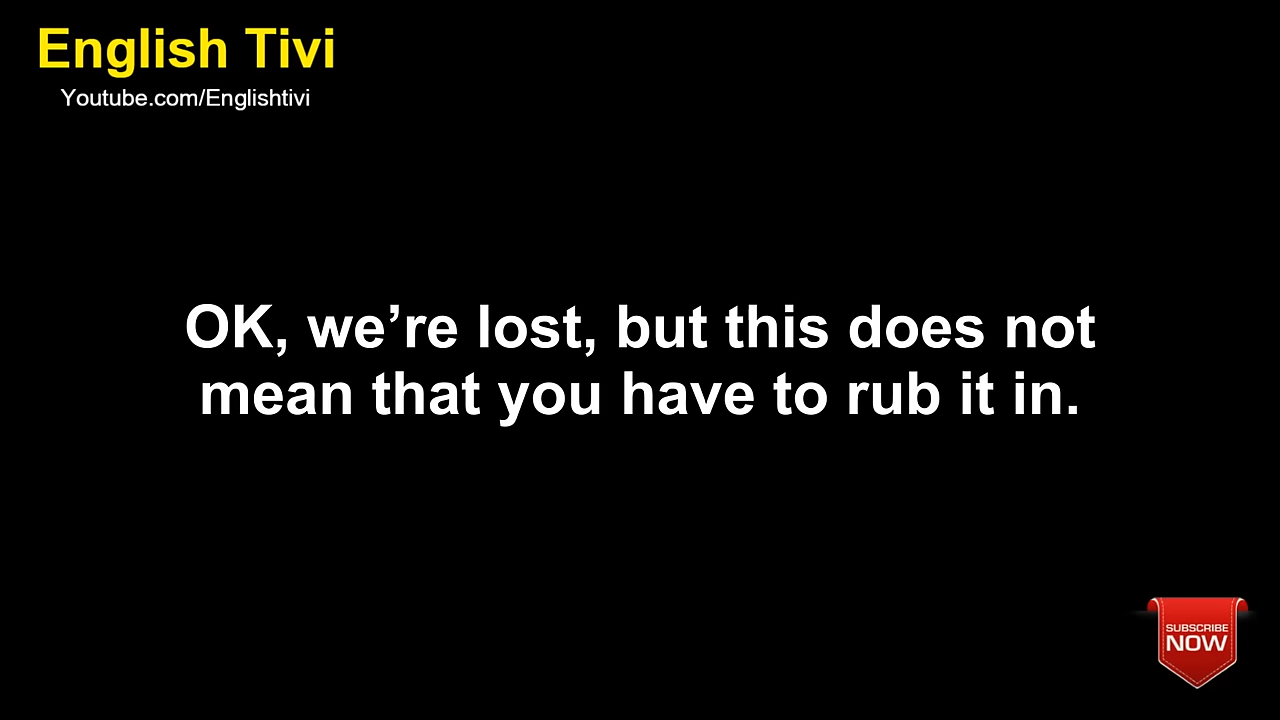 English Tivi
Youtube.com/Englishtivi
OK, we’re lost, but this does not
mean that you have to rub it in.
SUBSCRIBE
NOW